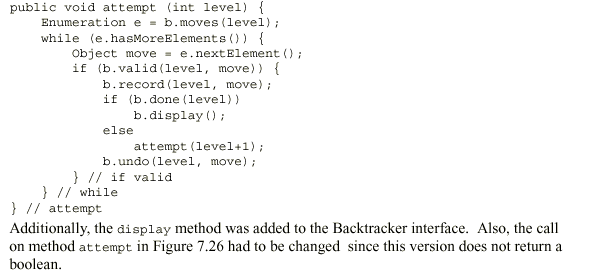 public void attempt (int level) {
Enumeration e = b.moves(level);
while (e.hasMoreElements()) {
Object move = e.nextElement();
if (b.valid(level, move)) {
b.record(level, move);
if (b.done(level))
b.display();
else
attempt(level+1);
b.undo(level, move);
} // if valid
} // while
} // attempt
Additionally, the display method was added to the Backtracker interface.  Also, the call
on method attempt in Figure 7.26 had to be changed  since this version does not return a
boolean.